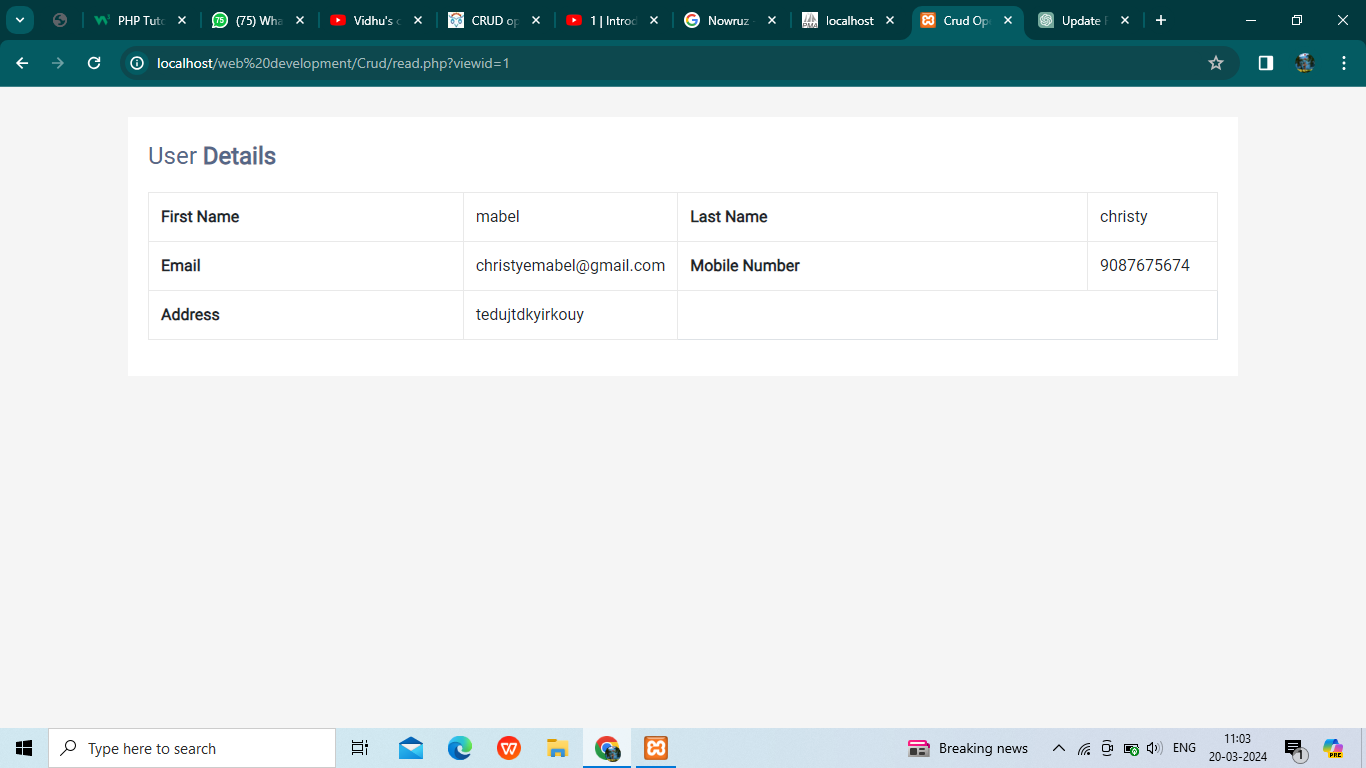 PHP Tuto
(75) Wha
Vidhu's c
CRUD op
1 | Introd
Nowruz
localhost
Crud Ope
Update
localhost/web%20development/Crud/read.php?viewid=1
User Details
First Name mabel Last Name christy
Email christyemabel@gmail.com Mobile Number 9087675674
Address tedujtdkyirkouy
Type here to search
Breaking news
ENG
11:03
20-03-2024
1
PRE